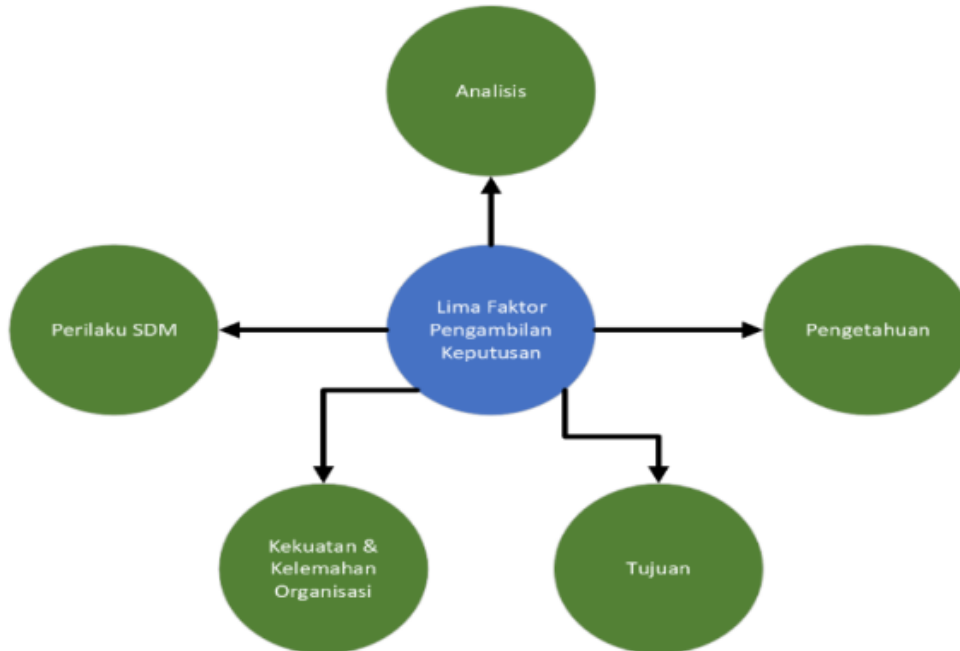 Analisis
Perilaku SDM
Lima Faktor
Pengambilan
Keputusan
Pengetahuan
Kekuatan &
Kelemahan
Organisasi
Tujuan